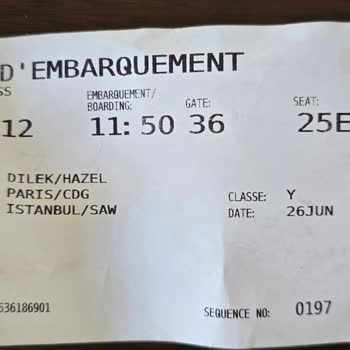 D'EMBARQUEMENT
SS
EMBARQUEMENT/
BOARDING: GATE: SEAT:
12 11:50 36 25E
DILEK/HAZEL
PARIS/CDG CLASSE: Y
ISTANBUL/SAW DATE: 26JUN
536186901 SEQUENCE NO: 0197